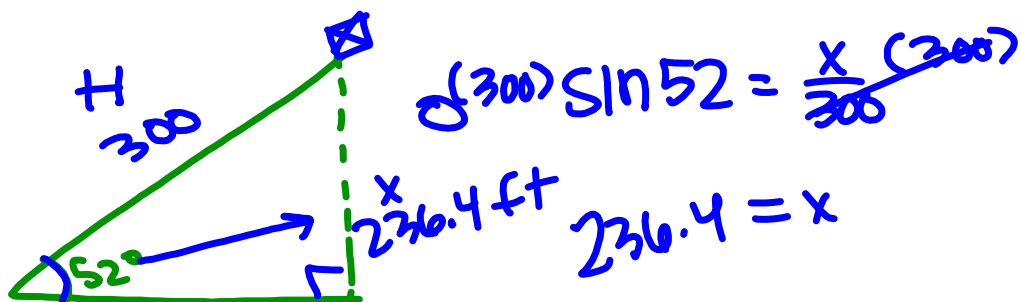 H
300
52°
x
236.4 ft
(300) sin 52 = x/300 (300)
236.4 = x